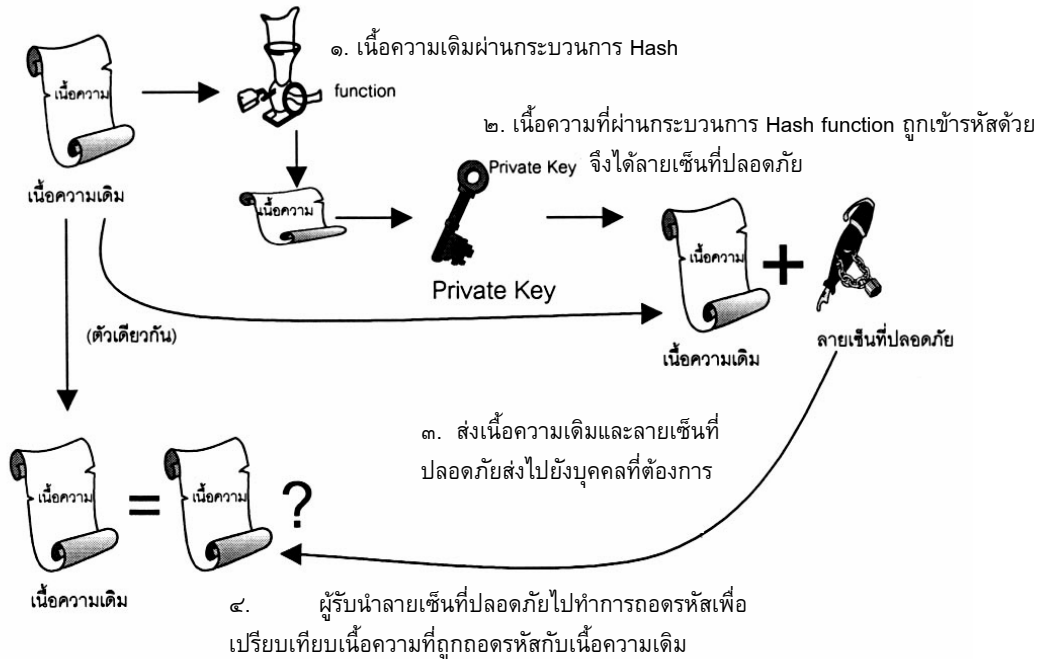 ๑. เนื้อความเดิมผ่านกระบวนการ Hash
function
เนื้อความ
เนื้อความเดิม
๒. เนื้อความที่ผ่านกระบวนการ Hash function ถูกเข้ารหัสด้วย
Private Key จึงได้ลายเซ็นที่ปลอดภัย
เนื้อความ
Private Key
เนื้อความ
เนื้อความเดิม
ลายเซ็นที่ปลอดภัย
(ตัวเดียวกัน)
๓. ส่งเนื้อความเดิมและลายเซ็นที่
ปลอดภัยส่งไปยังบุคคลที่ต้องการ
เนื้อความ = เนื้อความ ?
เนื้อความเดิม
๔. ผู้รับนำลายเซ็นที่ปลอดภัยไปทำการถอดรหัสเพื่อ
เปรียบเทียบเนื้อความที่ถูกถอดรหัสกับเนื้อความเดิม